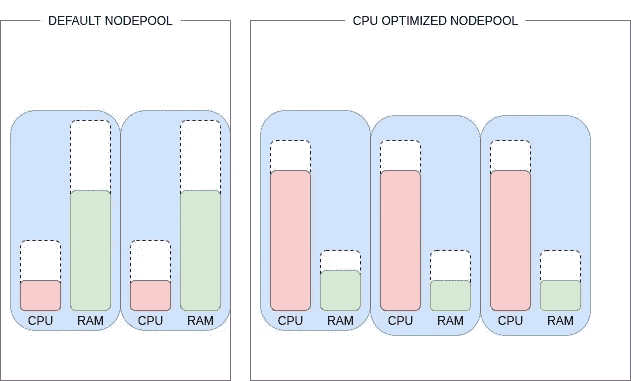 DEFAULT NODEPOOL
CPU OPTIMIZED NODEPOOL
CPU RAM CPU RAM CPU RAM CPU RAM CPU RAM